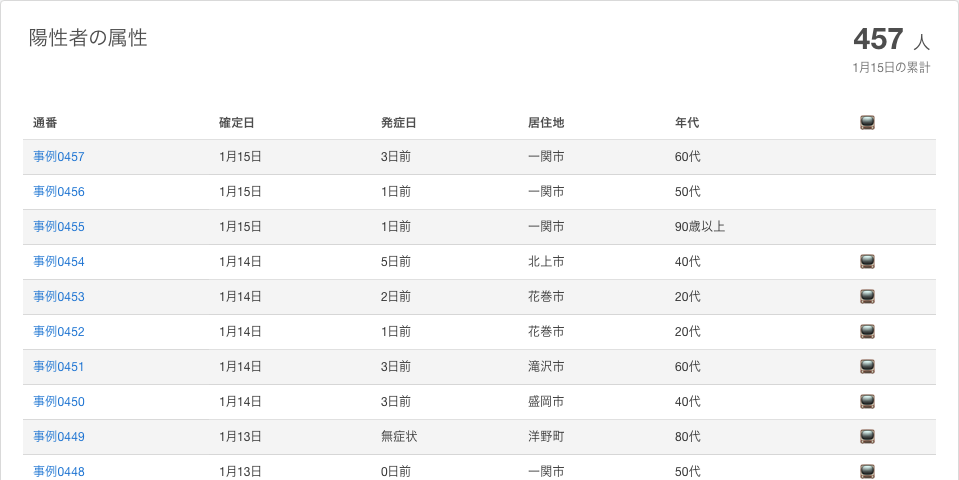 陽性者の属性
457 人
1月15日の累計
通番 確定日 発症日 居住地 年代
事例0457 1月15日 3日前 一関市 60代
事例0456 1月15日 1日前 一関市 50代
事例0455 1月15日 1日前 一関市 90歳以上
事例0454 1月14日 5日前 北上市 40代
事例0453 1月14日 2日前 花巻市 20代
事例0452 1月14日 1日前 花巻市 20代
事例0451 1月14日 3日前 滝沢市 60代
事例0450 1月14日 3日前 盛岡市 40代
事例0449 1月13日 無症状 洋野町 80代
事例0448 1月13日 0日前 一関市 50代